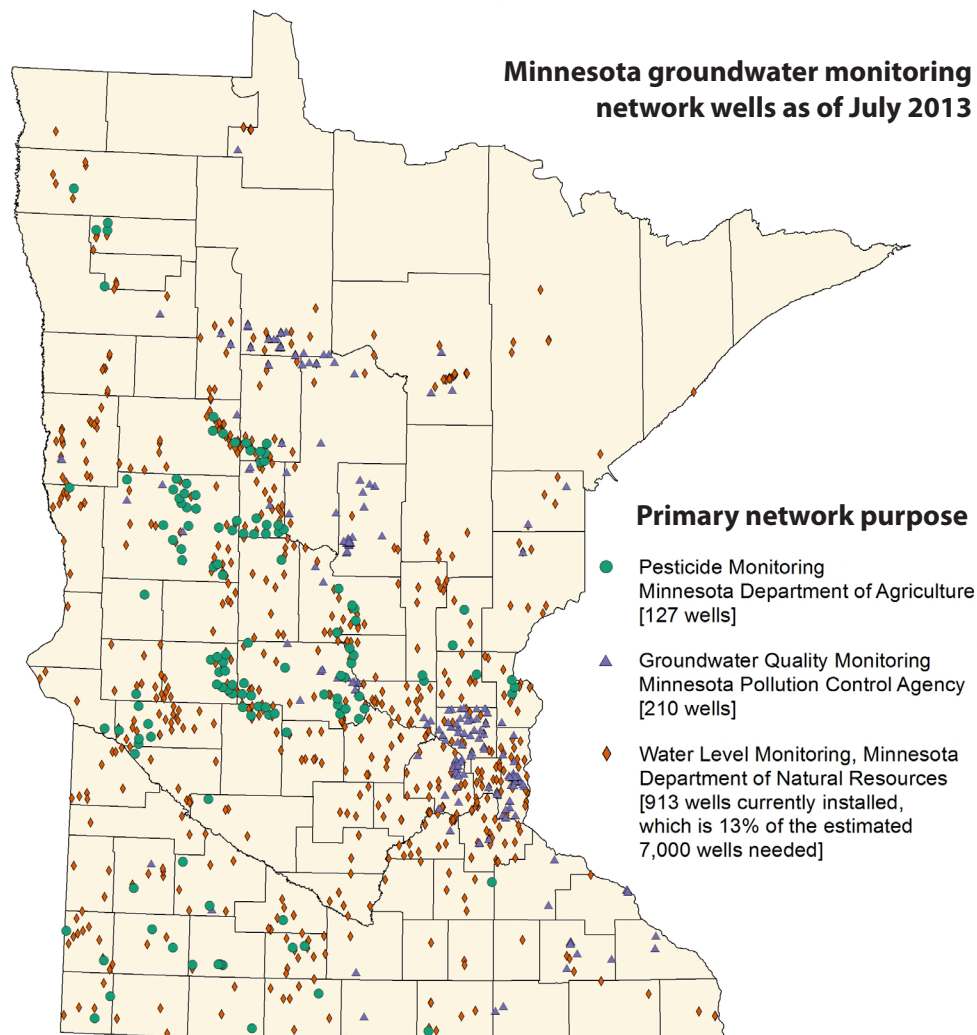 Minnesota groundwater monitoring
network wells as of July 2013
Primary network purpose
Pesticide Monitoring
Minnesota Department of Agriculture
[127 wells]
Groundwater Quality Monitoring
Minnesota Pollution Control Agency
[210 wells]
Water Level Monitoring, Minnesota
Department of Natural Resources
[913 wells currently installed,
which is 13% of the estimated
7,000 wells needed]